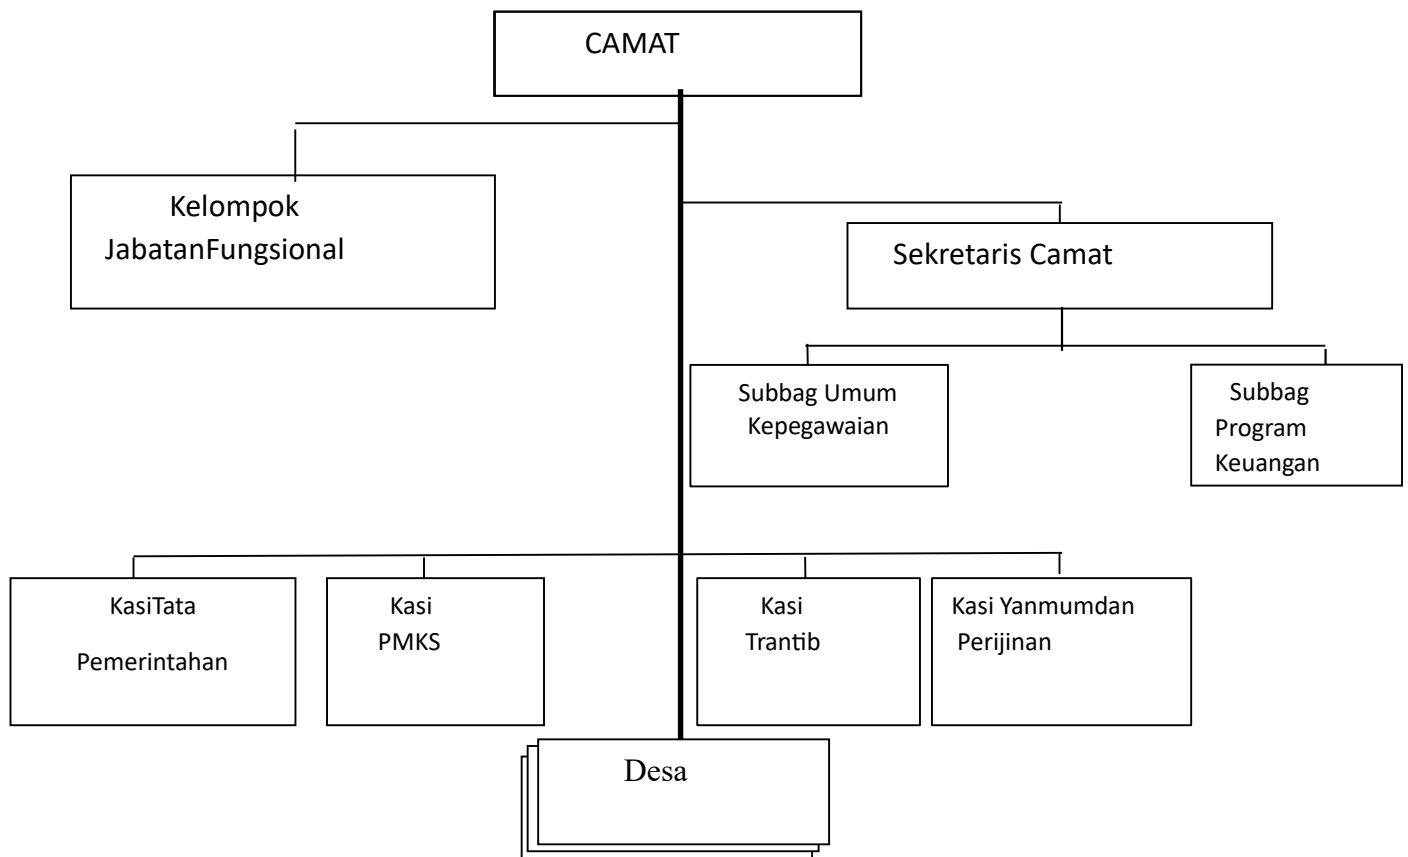 CAMAT
Kelompok
JabatanFungsional
Sekretaris Camat
Subbag Umum
Kepegawaian
Subbag
Program
Keuangan
KasiTata
Pemerintahan
Kasi
PMKS
Kasi
Trantib
Kasi Yanmumdan
Perijinan
Desa